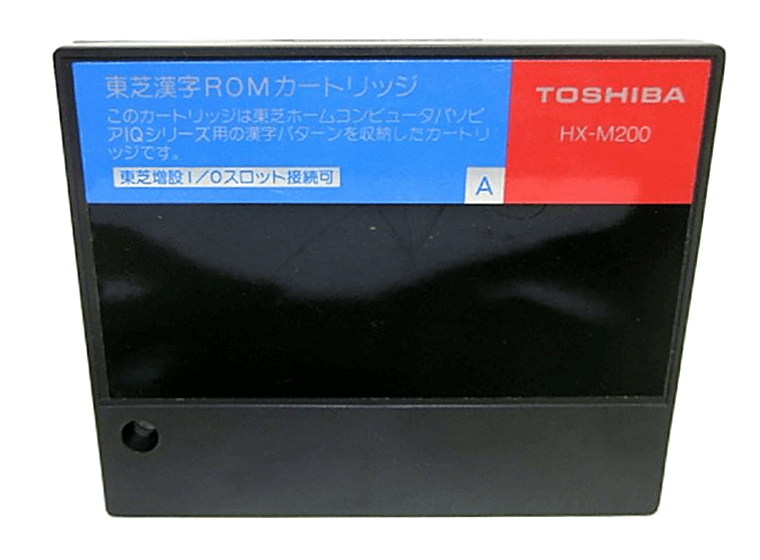 東芝漢字ROMカートリッジ
このカートリッジは東芝ホームコンピュータパソピ
アIQシリーズ用の漢字パターンを収納したカートリ
ッジです。
東芝増設I/Oスロット接続可
A
TOSHIBA
HX-M200